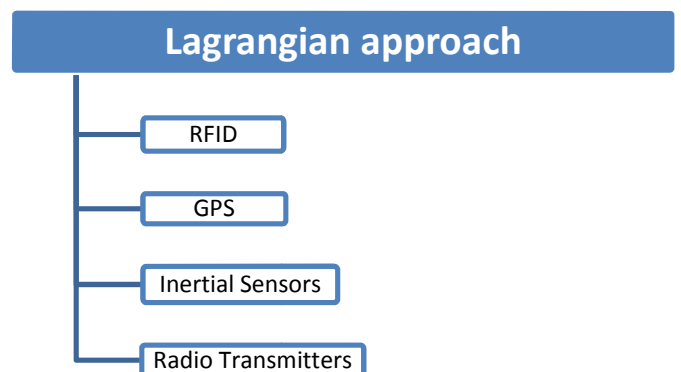 Lagrangian approach
RFID
GPS
Inertial Sensors
Radio Transmitters